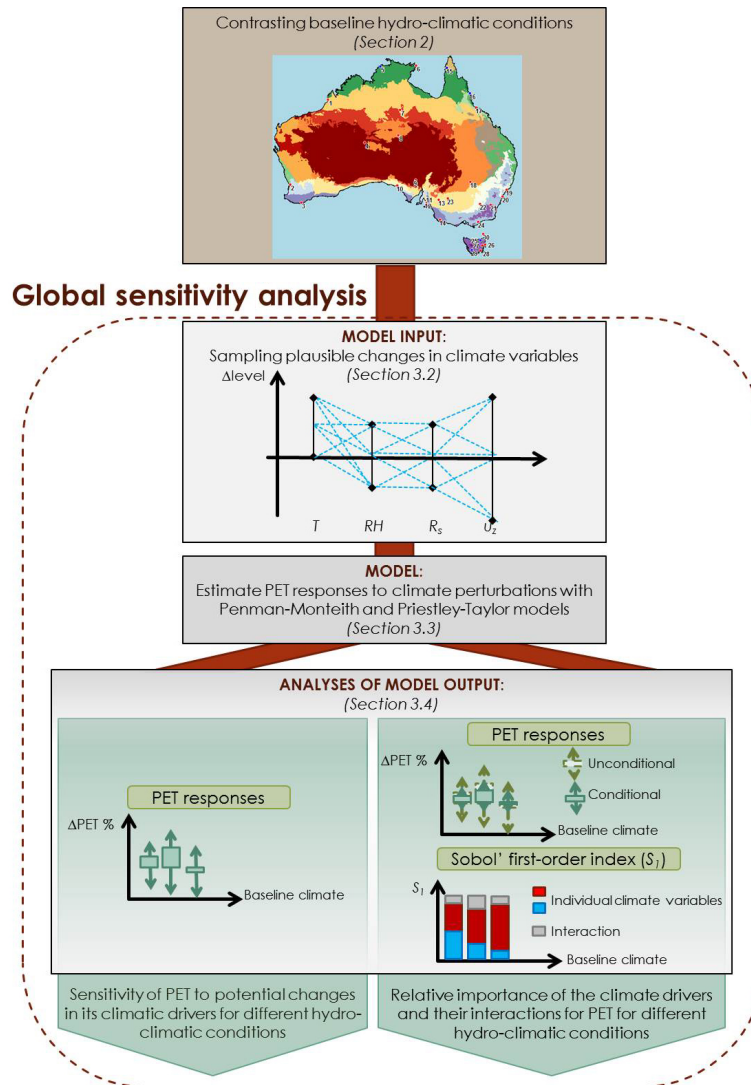 Contrasting baseline hydro-climatic conditions
(Section 2)
Global sensitivity analysis
MODEL INPUT:
Sampling plausible changes in climate variables
(Section 3.2)
Δlevel
T RH Rs uz
MODEL:
Estimate PET responses to climate perturbations with
Penman-Monteith and Priestley-Taylor models
(Section 3.3)
ANALYSES OF MODEL OUTPUT:
(Section 3.4)
PET responses
ΔPET %
Baseline climate
PET responses
ΔPET %
Unconditional
Conditional
Baseline climate
Sobol' first-order index (S1)
S1
Individual climate variables
Interaction
Baseline climate
Sensitivity of PET to potential changes
in its climatic drivers for different hydro-
climatic conditions
Relative importance of the climate drivers
and their interactions for PET for different
hydro-climatic conditions